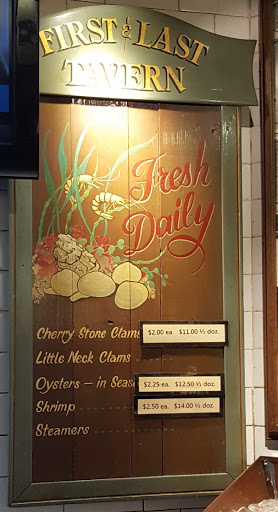 FIRST & LAST
TAVERN
Fresh
Daily
Cherry Stone Clams $2.00 ea. $11.00 ½ doz.
Little Neck Clams
Oysters – in Seas $2.25 ea. $12.50 ½ doz.
Shrimp $2.50 ea. $14.00 ½ doz.
Steamers